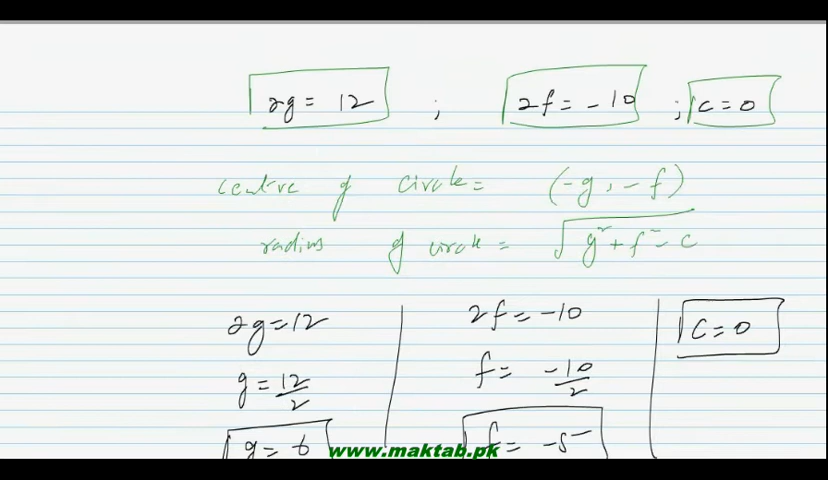 2g = 12 ; 2f = -10 ; c = 0
centre of circle = (-g, -f)
radius of circle = √(g² + f² - c)
2g = 12 2f = -10 c = 0
g = 12/2 f = -10/2
g = 6 f = -5
www.maktab.pk